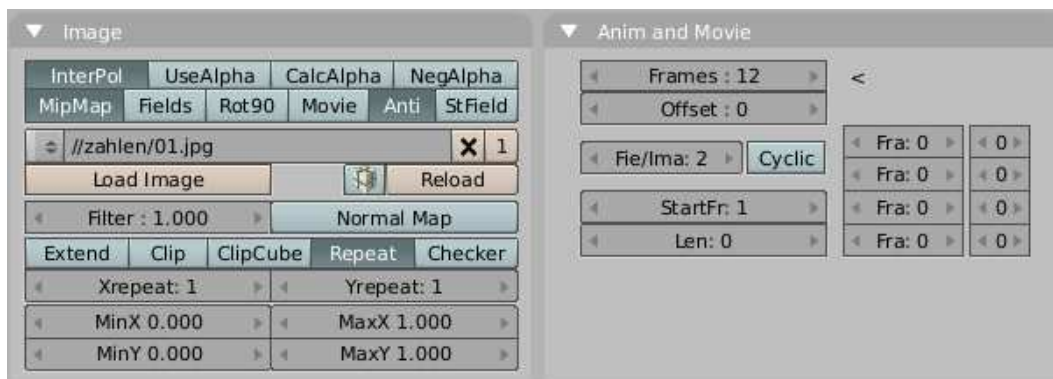 Image
InterPol UseAlpha CalcAlpha NegAlpha
MipMap Fields Rot90 Movie Anti StField
//zahlen/01.jpg 1
Load Image Reload
Filter : 1.000 Normal Map
Extend Clip ClipCube Repeat Checker
Xrepeat: 1 Yrepeat: 1
MinX 0.000 MaxX 1.000
MinY 0.000 MaxY 1.000
Anim and Movie
Frames : 12 <
Offset : 0
Fie/Ima: 2 Cyclic
StartFr: 1
Len: 0
Fra: 0 0
Fra: 0 0
Fra: 0 0
Fra: 0 0